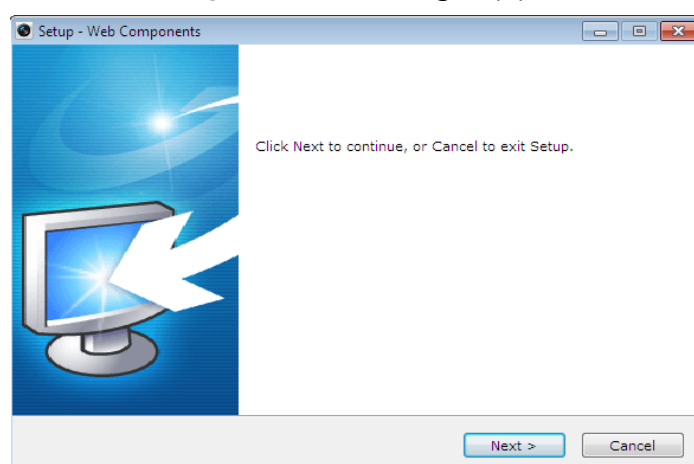 Setup - Web Components
Click Next to continue, or Cancel to exit Setup.
Next >
Cancel